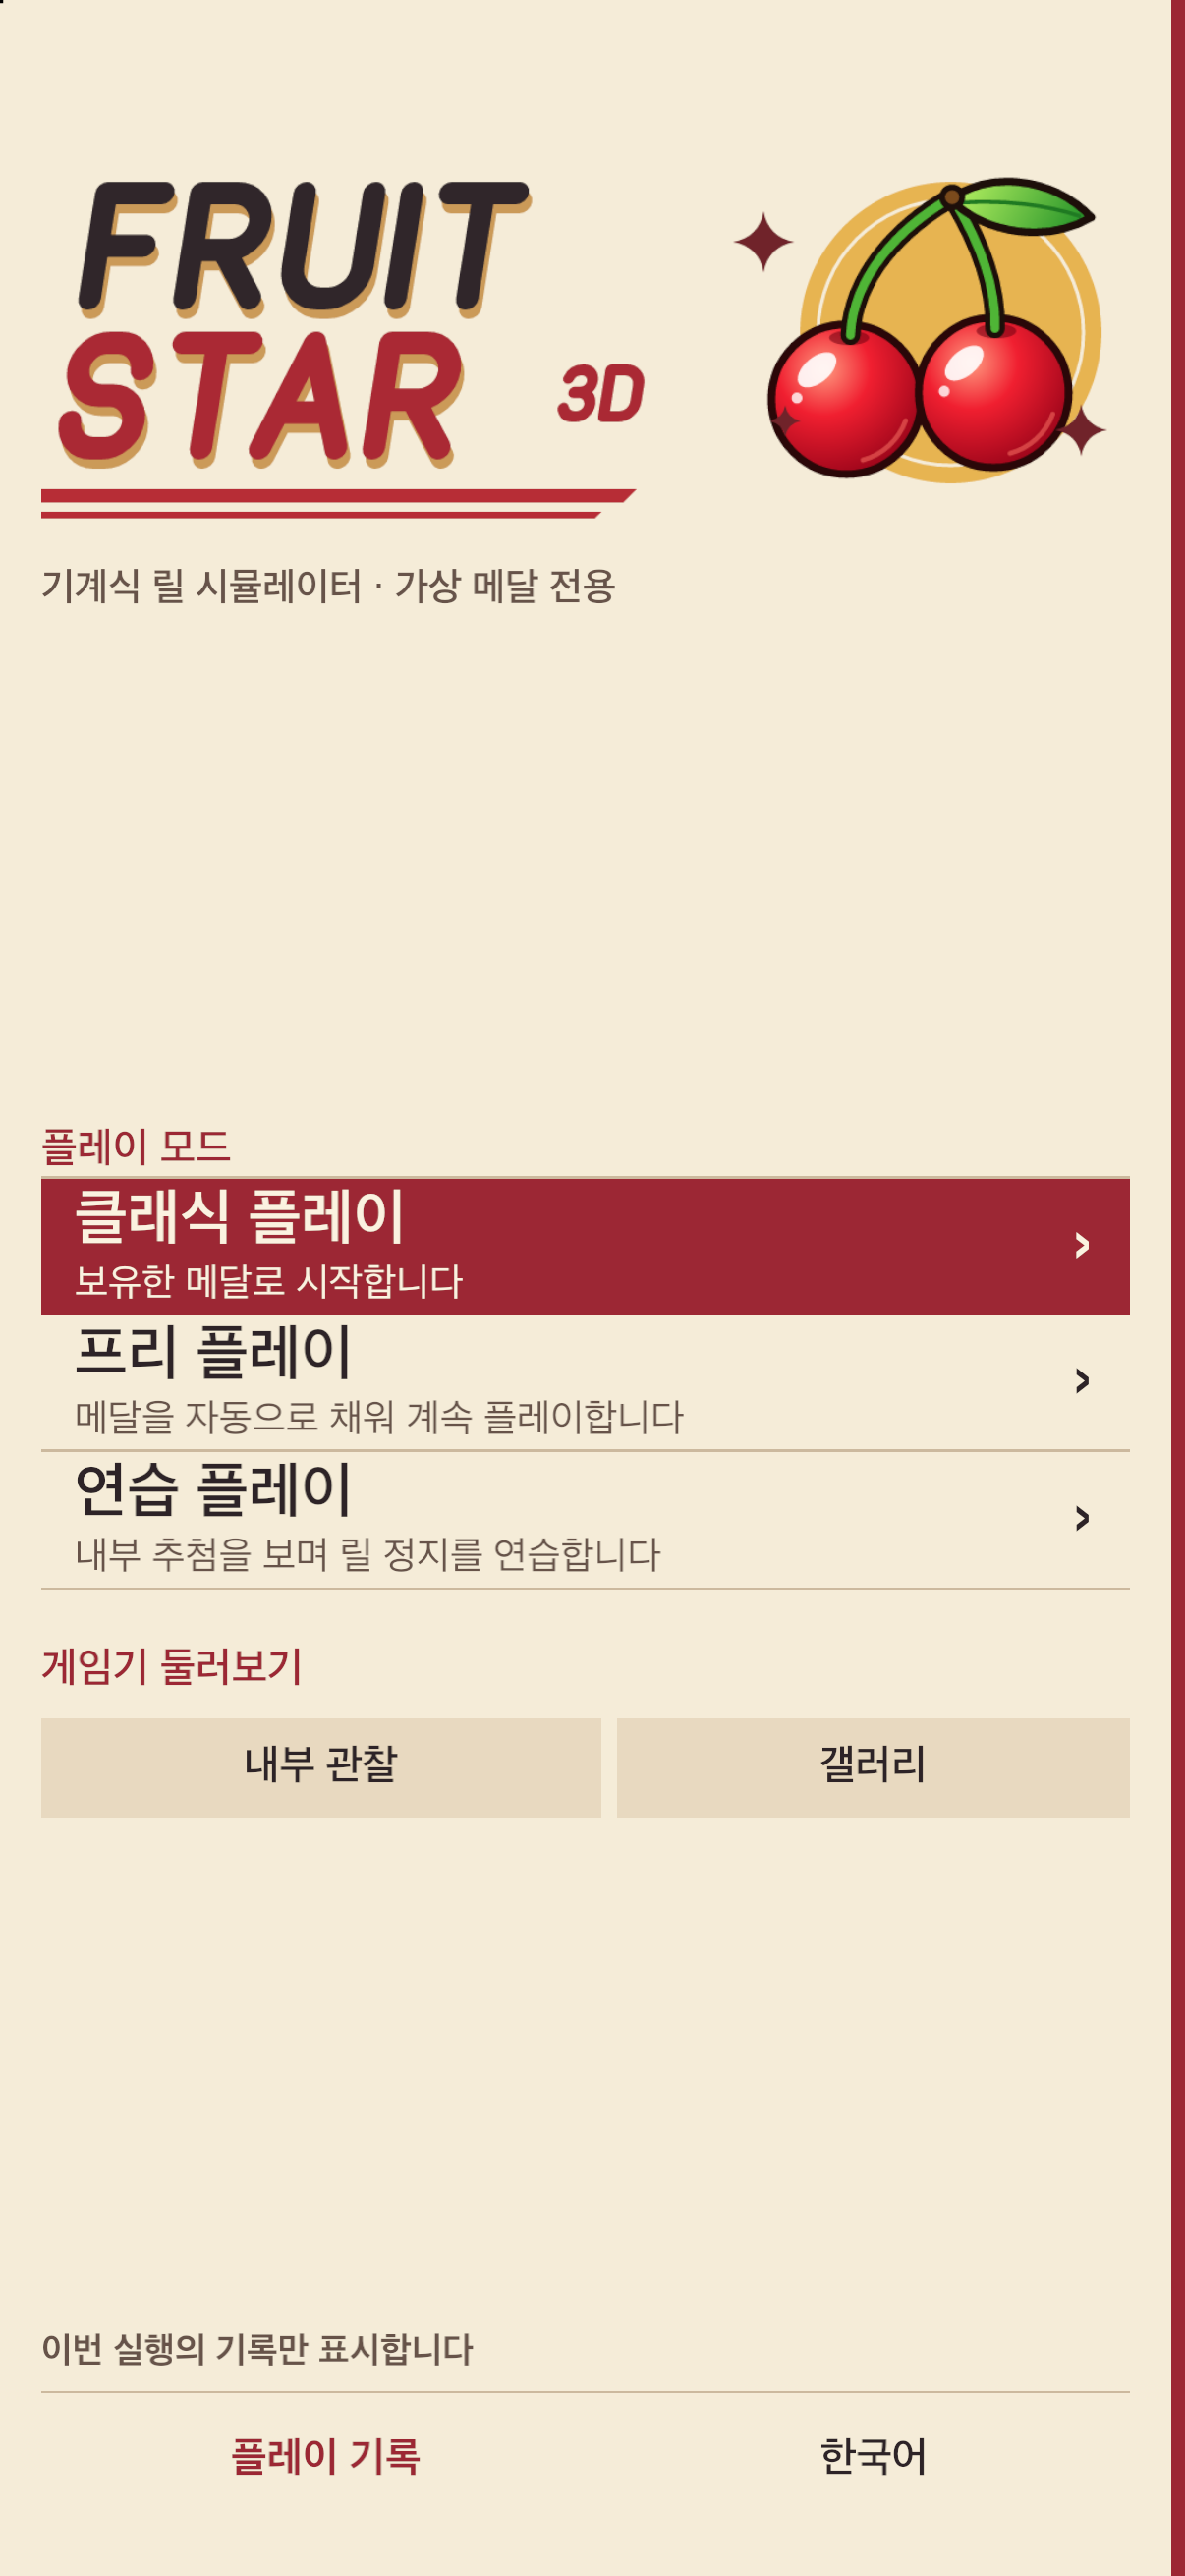 FRUIT
STAR 3D
기계식 릴 시뮬레이터 · 가상 메달 전용
플레이 모드
클래식 플레이
보유한 메달로 시작합니다
프리 플레이
메달을 자동으로 채워 계속 플레이합니다
연습 플레이
내부 추첨을 보며 릴 정지를 연습합니다
게임기 둘러보기
내부 관찰
갤러리
이번 실행의 기록만 표시합니다
플레이 기록
한국어